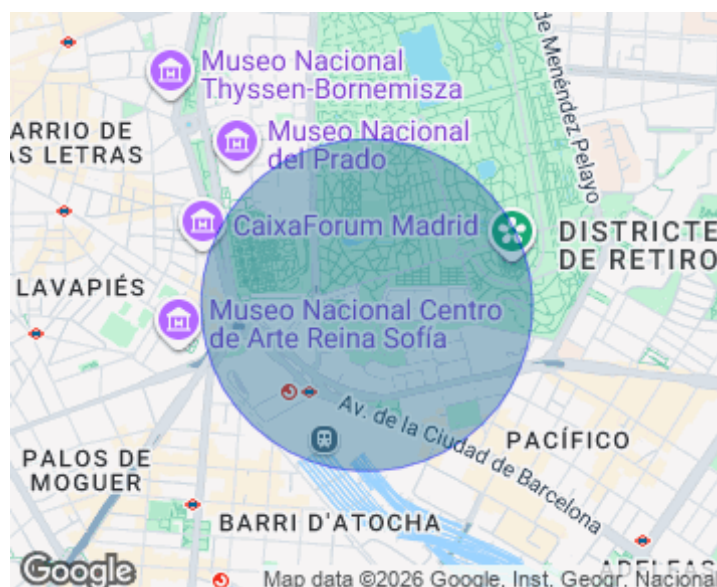 Museo Nacional
Thyssen-Bornemisza
de Menéndez Pelayo
ARRIO DE
AS LETRAS
Museo Nacional
del Prado
CaixaForum Madrid
DISTRICTE
DE RETIRO
LAVAPIÉS
Museo Nacional Centro
de Arte Reina Sofía
Av. de la Ciudad de Barcelona
PACÍFICO
PALOS DE
MOGUER
BARRI D'ATOCHA
ADELFAS
Google
Map data ©2026 Google, Inst. Geogr. Nacional